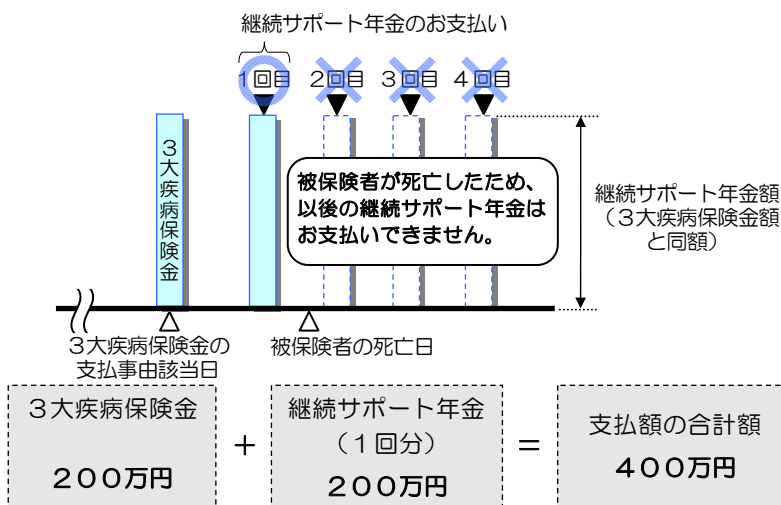 継続サポート年金のお支払い
1回目
2回目
3回目
4回目
3大疾病保険金
被保険者が死亡したため、
以後の継続サポート年金は
お支払いできません。
継続サポート年金額
（3大疾病保険金額
と同額）
3大疾病保険金の
支払事由該当日
被保険者の死亡日
3大疾病保険金
200万円
＋
継続サポート年金
（1回分）
200万円
＝
支払額の合計額
400万円